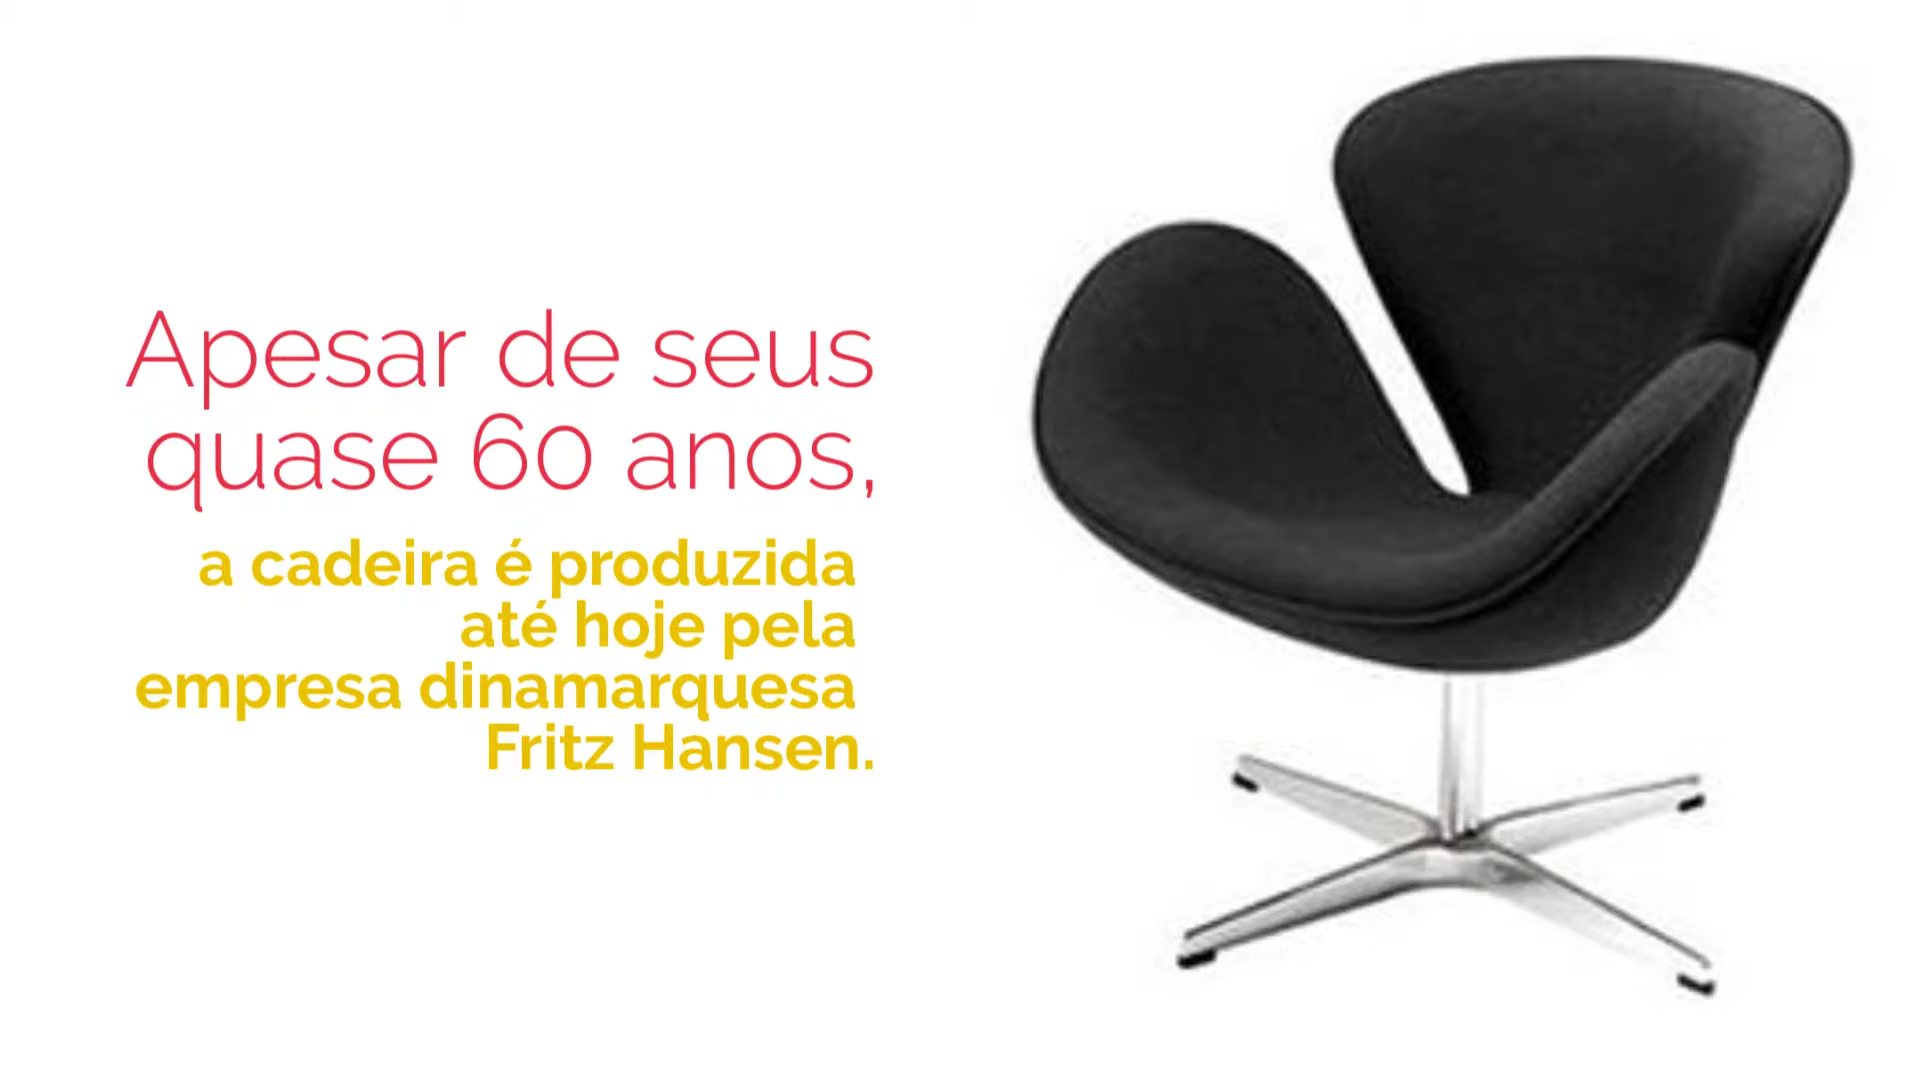 Apesar de seus
quase 60 anos,
a cadeira é produzida
até hoje pela
empresa dinamarquesa
Fritz Hansen.